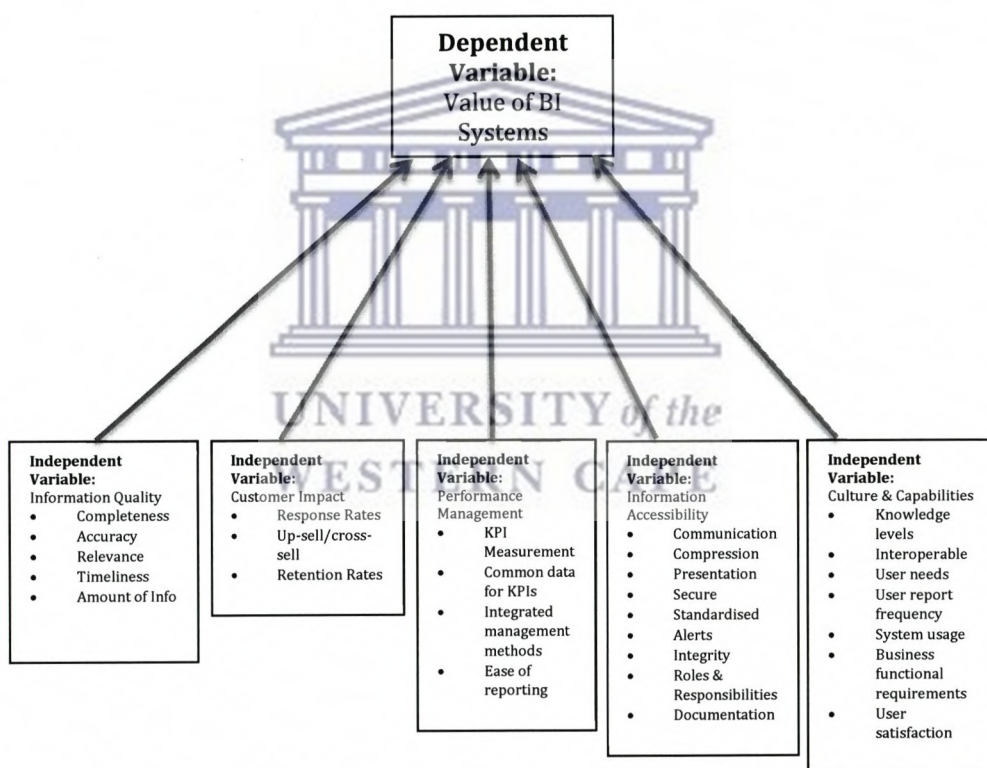 Dependent
Variable:
Value of BI
Systems
UNIVERSITY of the
WESTERN CAPE
Independent
Variable:
Information Quality
• Completeness
• Accuracy
• Relevance
• Timeliness
• Amount of Info
Independent
Variable:
Customer Impact
• Response Rates
• Up-sell/cross-
sell
• Retention Rates
Independent
Variable:
Performance
Management
• KPI
Measurement
• Common data
for KPIs
• Integrated
management
methods
• Ease of
reporting
Independent
Variable:
Information
Accessibility
• Communication
• Compression
• Presentation
• Secure
• Standardised
• Alerts
• Integrity
• Roles &
Responsibilities
• Documentation
Independent
Variable:
Culture & Capabilities
• Knowledge
levels
• Interoperable
• User needs
• User report
frequency
• System usage
• Business
functional
requirements
• User
satisfaction